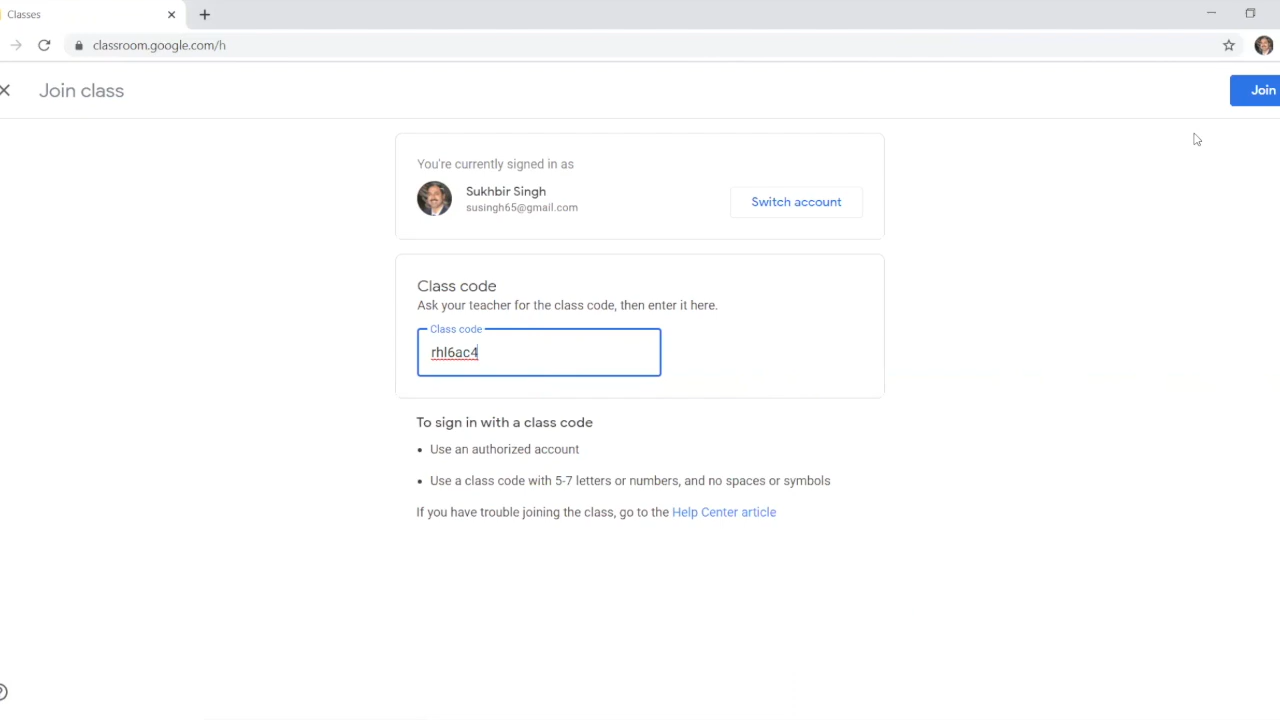 Classes
classroom.google.com/h
Join class
Join
You're currently signed in as
Sukhbir Singh
susingh65@gmail.com
Switch account
Class code
Ask your teacher for the class code, then enter it here.
Class code
rhl6ac4
To sign in with a class code
• Use an authorized account
• Use a class code with 5-7 letters or numbers, and no spaces or symbols
If you have trouble joining the class, go to the Help Center article